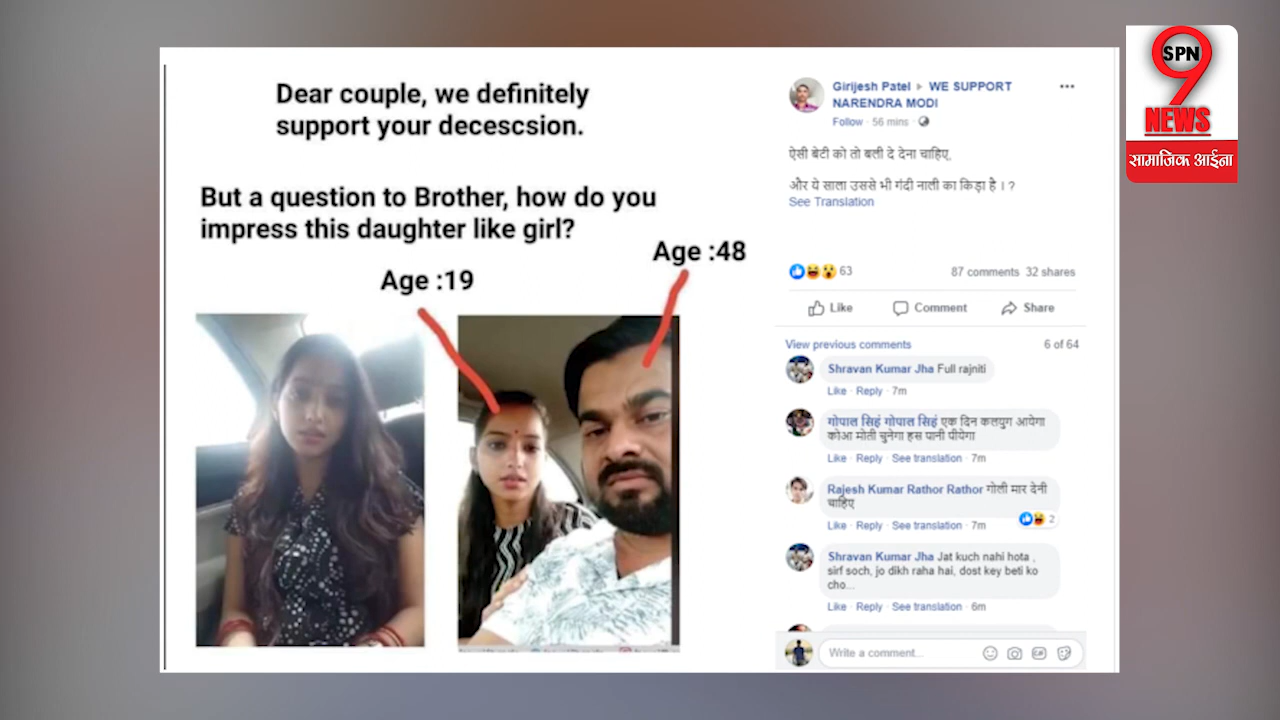 Dear couple, we definitely
support your decescsion.
But a question to Brother, how do you
impress this daughter like girl?
Age :48
Age :19
Girijesh Patel ▸ WE SUPPORT
NARENDRA MODI
Follow · 56 mins ·
ऐसी बेटी को तो बली दे देना चाहिए,
और ये साला उससे भी गंदी नाली का किड़ा है । ?
See Translation
63
87 comments 32 shares
Like Comment Share
View previous comments 6 of 64
Shravan Kumar Jha Full rajniti
Like · Reply · 7m
गोपाल सिहं गोपाल सिहं एक दिन कलयुग आयेगा
कोआ मोती चुनेगा हस पानी पीयेगा
Like · Reply · See translation · 7m
Rajesh Kumar Rathor Rathor गोली मार देनी
चाहिए
2
Like · Reply · See translation · 7m
Shravan Kumar Jha Jat kuch nahi hota ,
sirf soch, jo dikh raha hai, dost key beti ko
cho...
Like · Reply · See translation · 6m
Write a comment...
GIF
SPN
9
NEWS
सामाजिक आईना